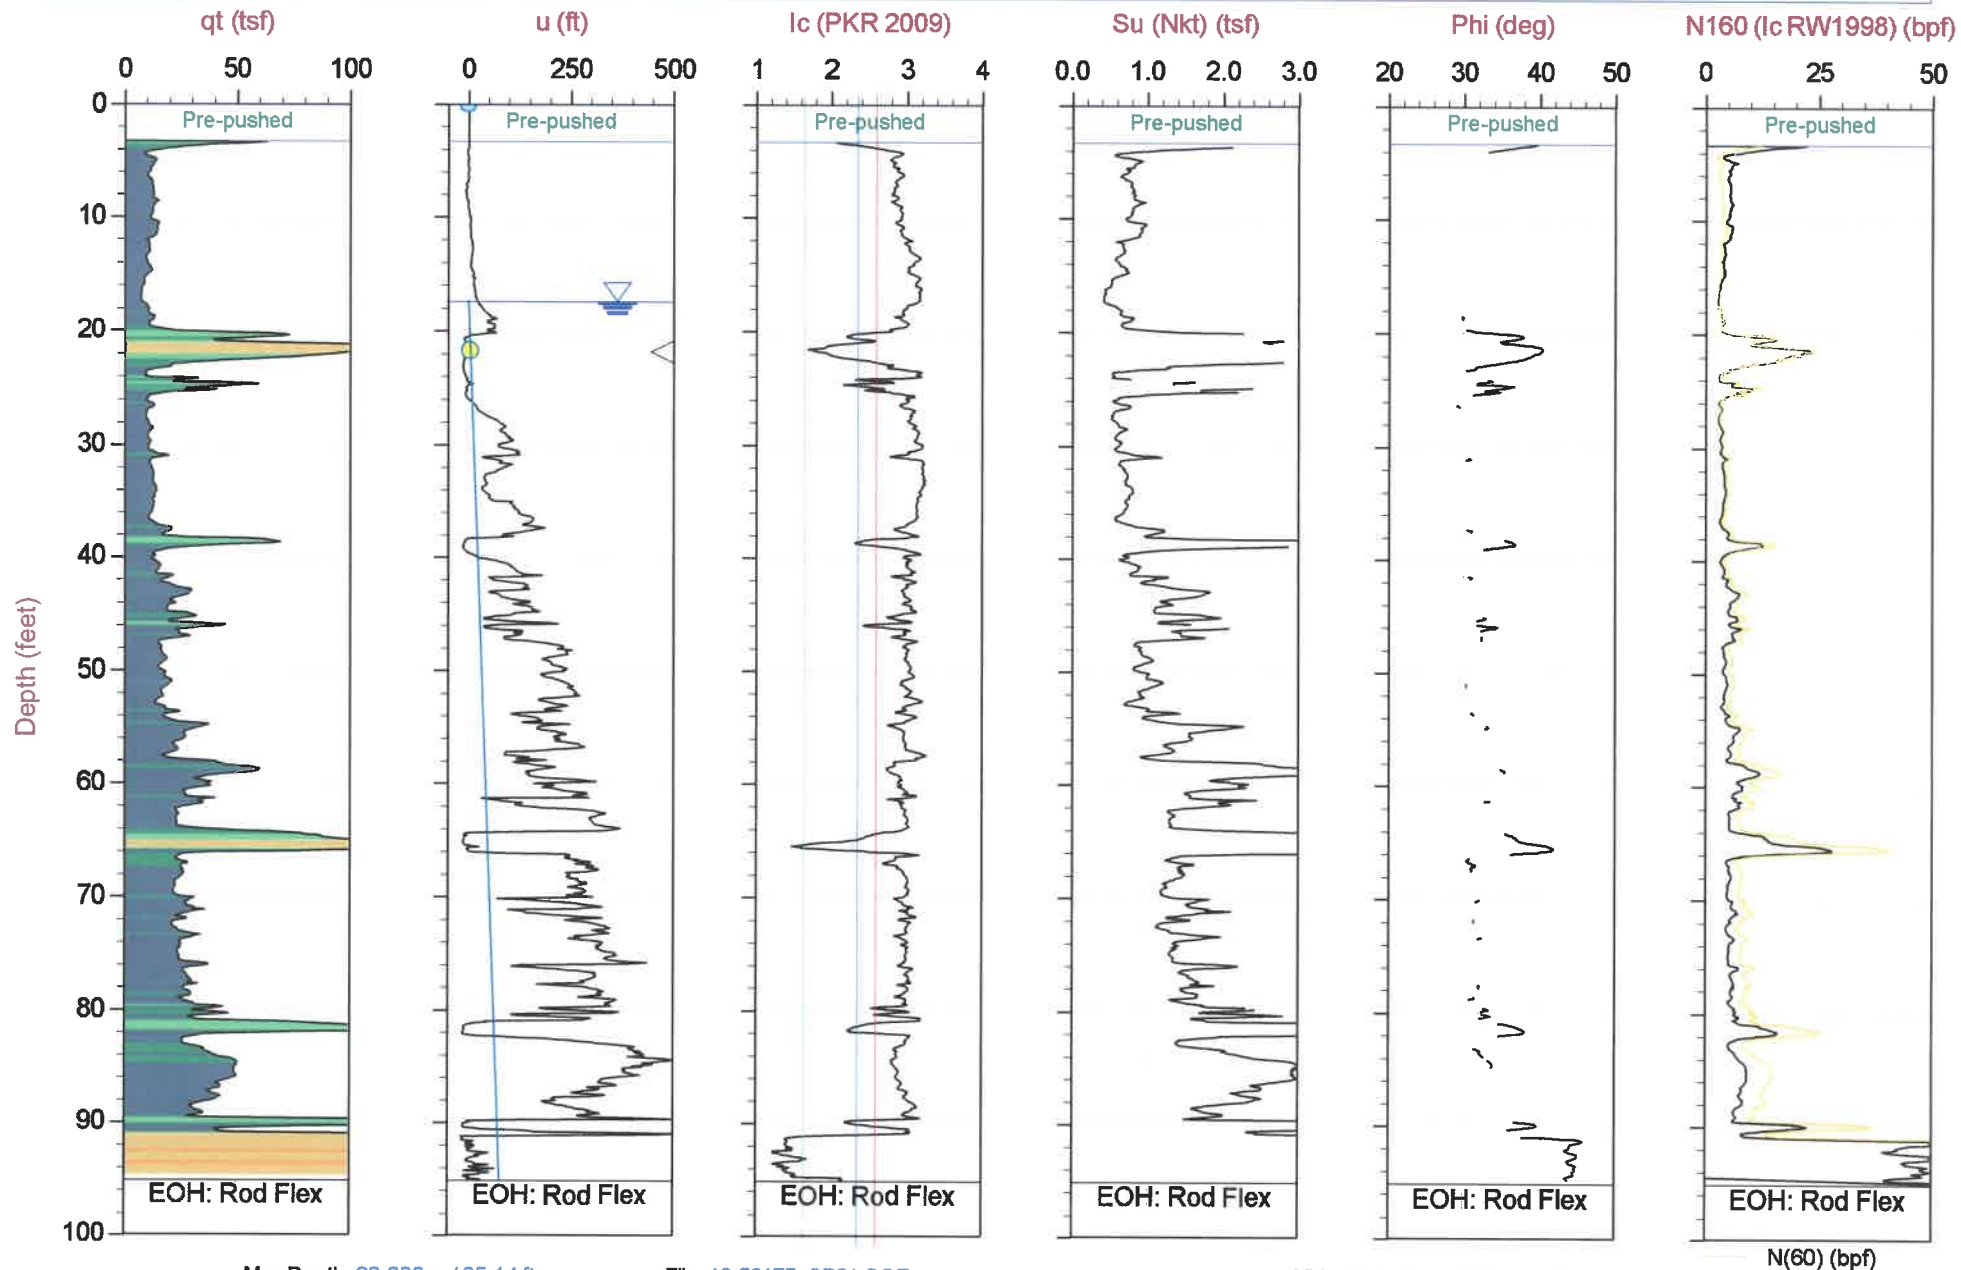 qt (tsf)
u (ft)
Ic (PKR 2009)
Su (Nkt) (tsf)
Phi (deg)
N160 (Ic RW1998) (bpf)
0 50 100
0 250 500
1 2 3 4
0.0 1.0 2.0 3.0
20 30 40 50
0 25 50
Pre-pushed
Pre-pushed
Pre-pushed
Pre-pushed
Pre-pushed
Pre-pushed
Depth (feet)
0
10
20
30
40
50
60
70
80
90
100
EOH: Rod Flex
EOH: Rod Flex
EOH: Rod Flex
EOH: Rod Flex
EOH: Rod Flex
EOH: Rod Flex
N(60) (bpf)